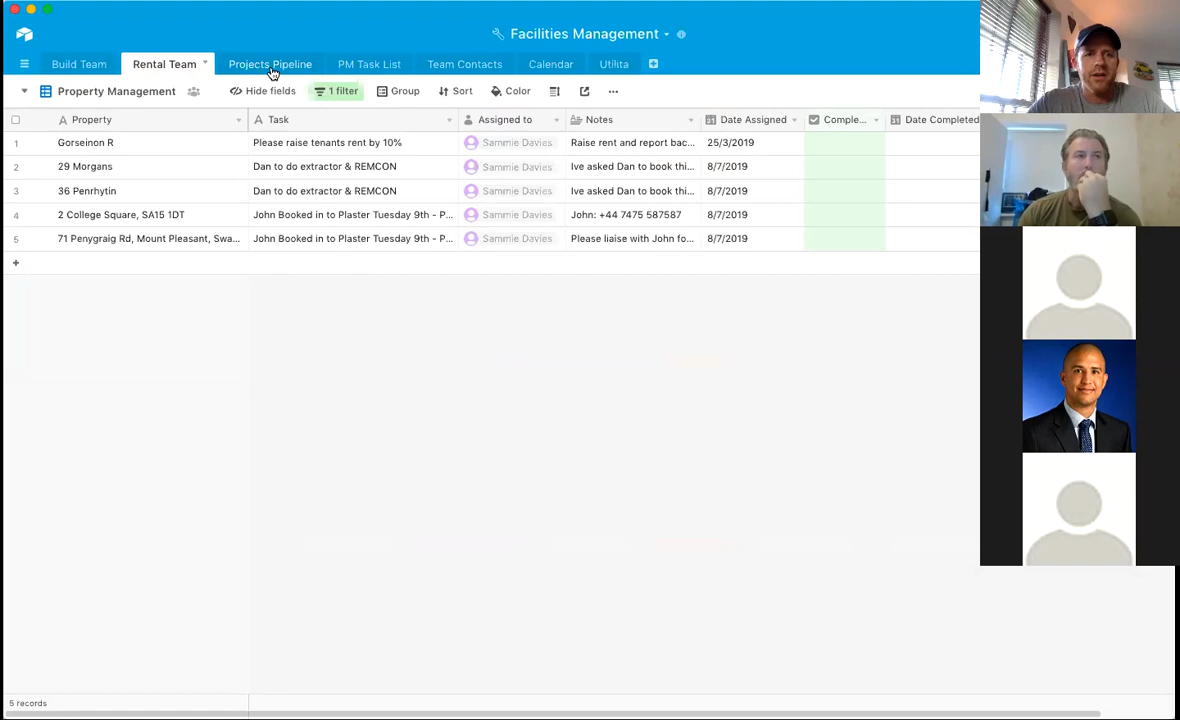 Facilities Management
Build Team Rental Team Projects Pipeline PM Task List Team Contacts Calendar Utilita
Property Management Hide fields 1 filter Group Sort Color ...
Property Task Assigned to Notes Date Assigned Comple... Date Completed
1 Gorseinon R Please raise tenants rent by 10% Sammie Davies Raise rent and report bac... 25/3/2019
2 29 Morgans Dan to do extractor & REMCON Sammie Davies Ive asked Dan to book thi... 8/7/2019
3 36 Penrhytin Dan to do extractor & REMCON Sammie Davies Ive asked Dan to book thi... 8/7/2019
4 2 College Square, SA15 1DT John Booked in to Plaster Tuesday 9th - P... Sammie Davies John: +44 7475 587587 8/7/2019
5 71 Penygraig Rd, Mount Pleasant, Swa... John Booked in to Plaster Tuesday 9th - P... Sammie Davies Please liaise with John fo... 8/7/2019
+
5 records